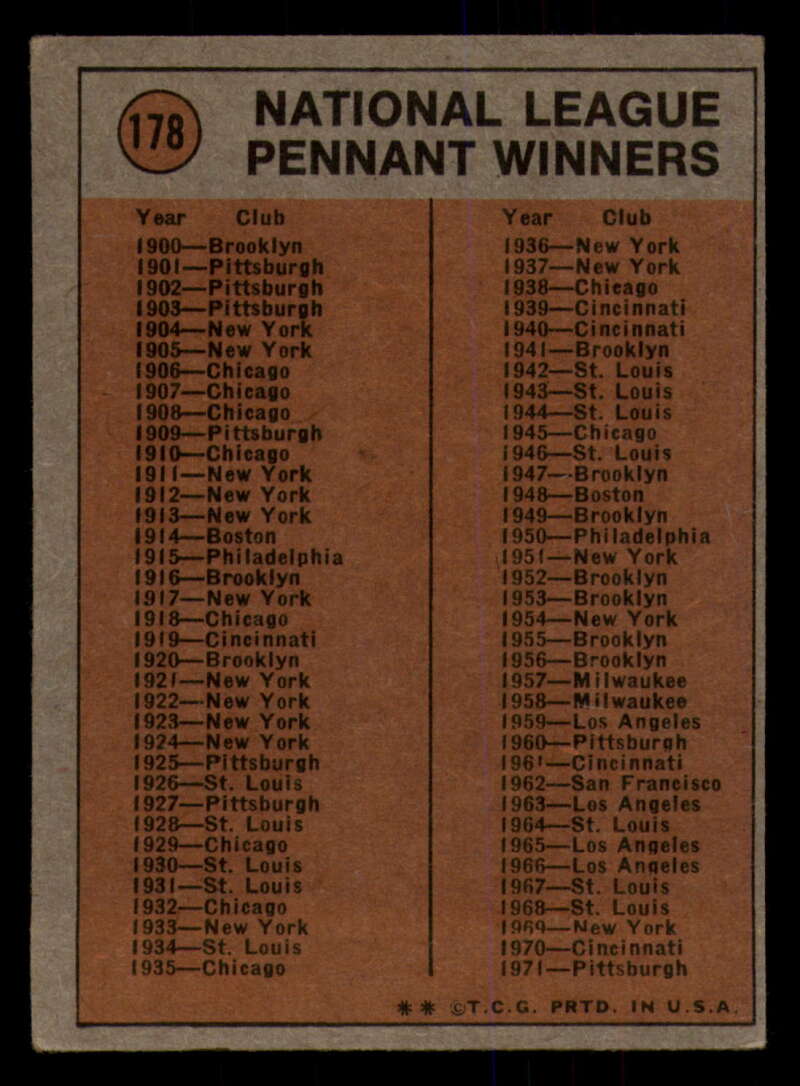 178
NATIONAL LEAGUE
PENNANT WINNERS
Year Club
1900—Brooklyn
1901—Pittsburgh
1902—Pittsburgh
1903—Pittsburgh
1904—New York
1905—New York
1906—Chicago
1907—Chicago
1908—Chicago
1909—Pittsburgh
1910—Chicago
1911—New York
1912—New York
1913—New York
1914—Boston
1915—Philadelphia
1916—Brooklyn
1917—New York
1918—Chicago
1919—Cincinnati
1920—Brooklyn
1921—New York
1922—New York
1923—New York
1924—New York
1925—Pittsburgh
1926—St. Louis
1927—Pittsburgh
1928—St. Louis
1929—Chicago
1930—St. Louis
1931—St. Louis
1932—Chicago
1933—New York
1934—St. Louis
1935—Chicago
Year Club
1936—New York
1937—New York
1938—Chicago
1939—Cincinnati
1940—Cincinnati
1941—Brooklyn
1942—St. Louis
1943—St. Louis
1944—St. Louis
1945—Chicago
1946—St. Louis
1947—Brooklyn
1948—Boston
1949—Brooklyn
1950—Philadelphia
1951—New York
1952—Brooklyn
1953—Brooklyn
1954—New York
1955—Brooklyn
1956—Brooklyn
1957—Milwaukee
1958—Milwaukee
1959—Los Angeles
1960—Pittsburgh
1961—Cincinnati
1962—San Francisco
1963—Los Angeles
1964—St. Louis
1965—Los Angeles
1966—Los Angeles
1967—St. Louis
1968—St. Louis
1969—New York
1970—Cincinnati
1971—Pittsburgh
** ©T.C.G. PRTD. IN U.S.A.